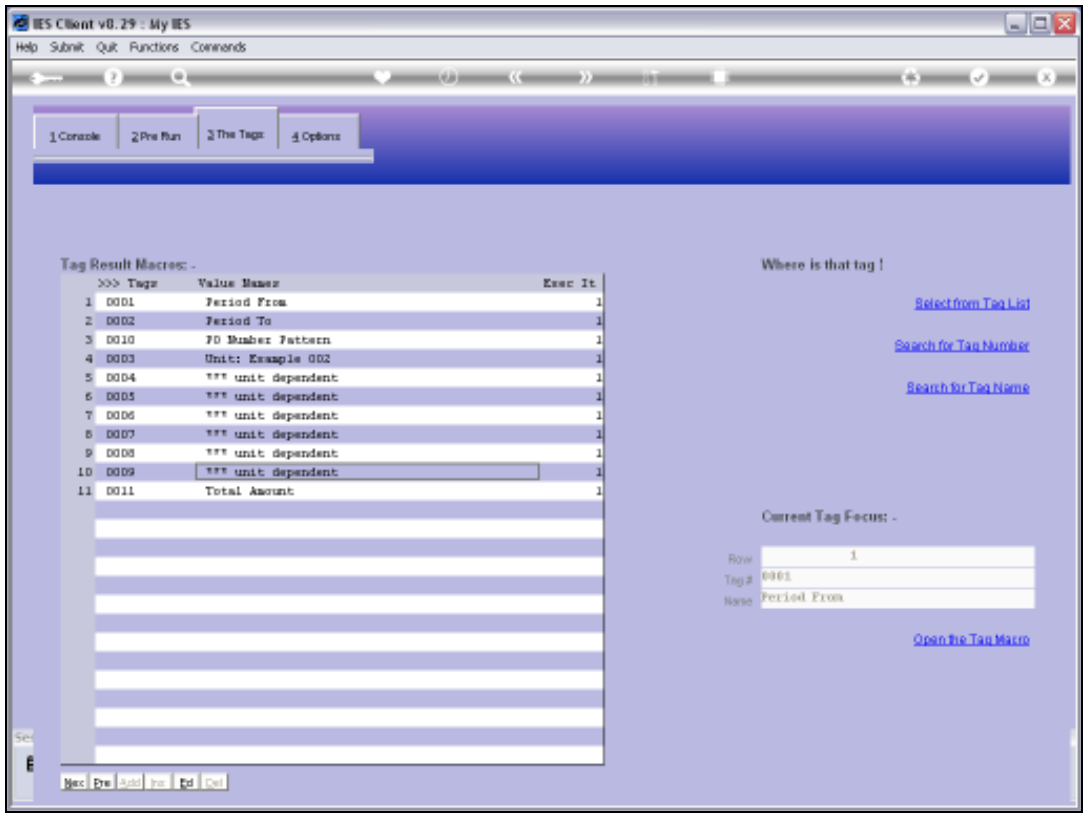 IES Client v8.29 : My IES
Help Submit Quit Functions Commands
1 Console 2 Pre Run 3 The Tags 4 Options
Tag Result Macros: -
>>> Tags Value Names Exec It
1 0001 Period From 1
2 0002 Period To 1
3 0010 PO Number Pattern 1
4 0003 Unit: Example 002 1
5 0004 *** unit dependent 1
6 0005 *** unit dependent 1
7 0006 *** unit dependent 1
8 0007 *** unit dependent 1
9 0008 *** unit dependent 1
10 0009 *** unit dependent 1
11 0011 Total Amount 1
Where is that tag !
Select from Tag List
Search for Tag Number
Search for Tag Name
Current Tag Focus: -
Row 1
Tag # 0001
Name Period From
Open the Tag Macro
Ses
Nex Pre Add Ins Ed Del